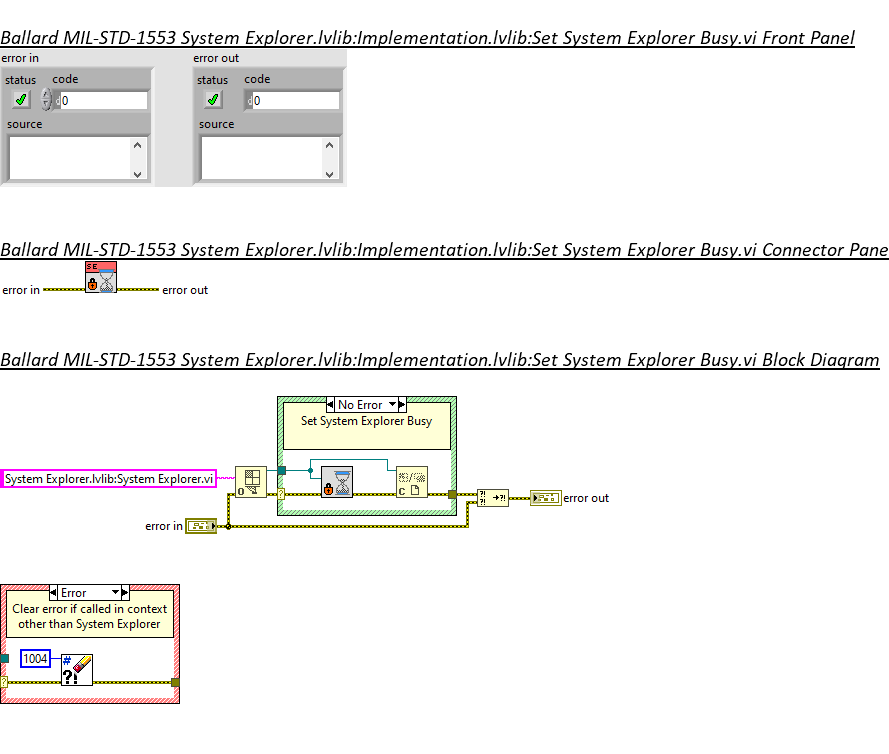 Ballard MIL-STD-1553 System Explorer.lvlib:Implementation.lvlib:Set System Explorer Busy.vi Front Panel
error in
error out
status code
status code
d0
d0
source
source
Ballard MIL-STD-1553 System Explorer.lvlib:Implementation.lvlib:Set System Explorer Busy.vi Connector Pane
SE
error in
error out
Ballard MIL-STD-1553 System Explorer.lvlib:Implementation.lvlib:Set System Explorer Busy.vi Block Diagram
No Error
Set System Explorer Busy
System Explorer.lvlib:System Explorer.vi
O
?
C
?!
?!
?!
error out
error in
Error
Clear error if called in context
other than System Explorer
1004
#
?!
?